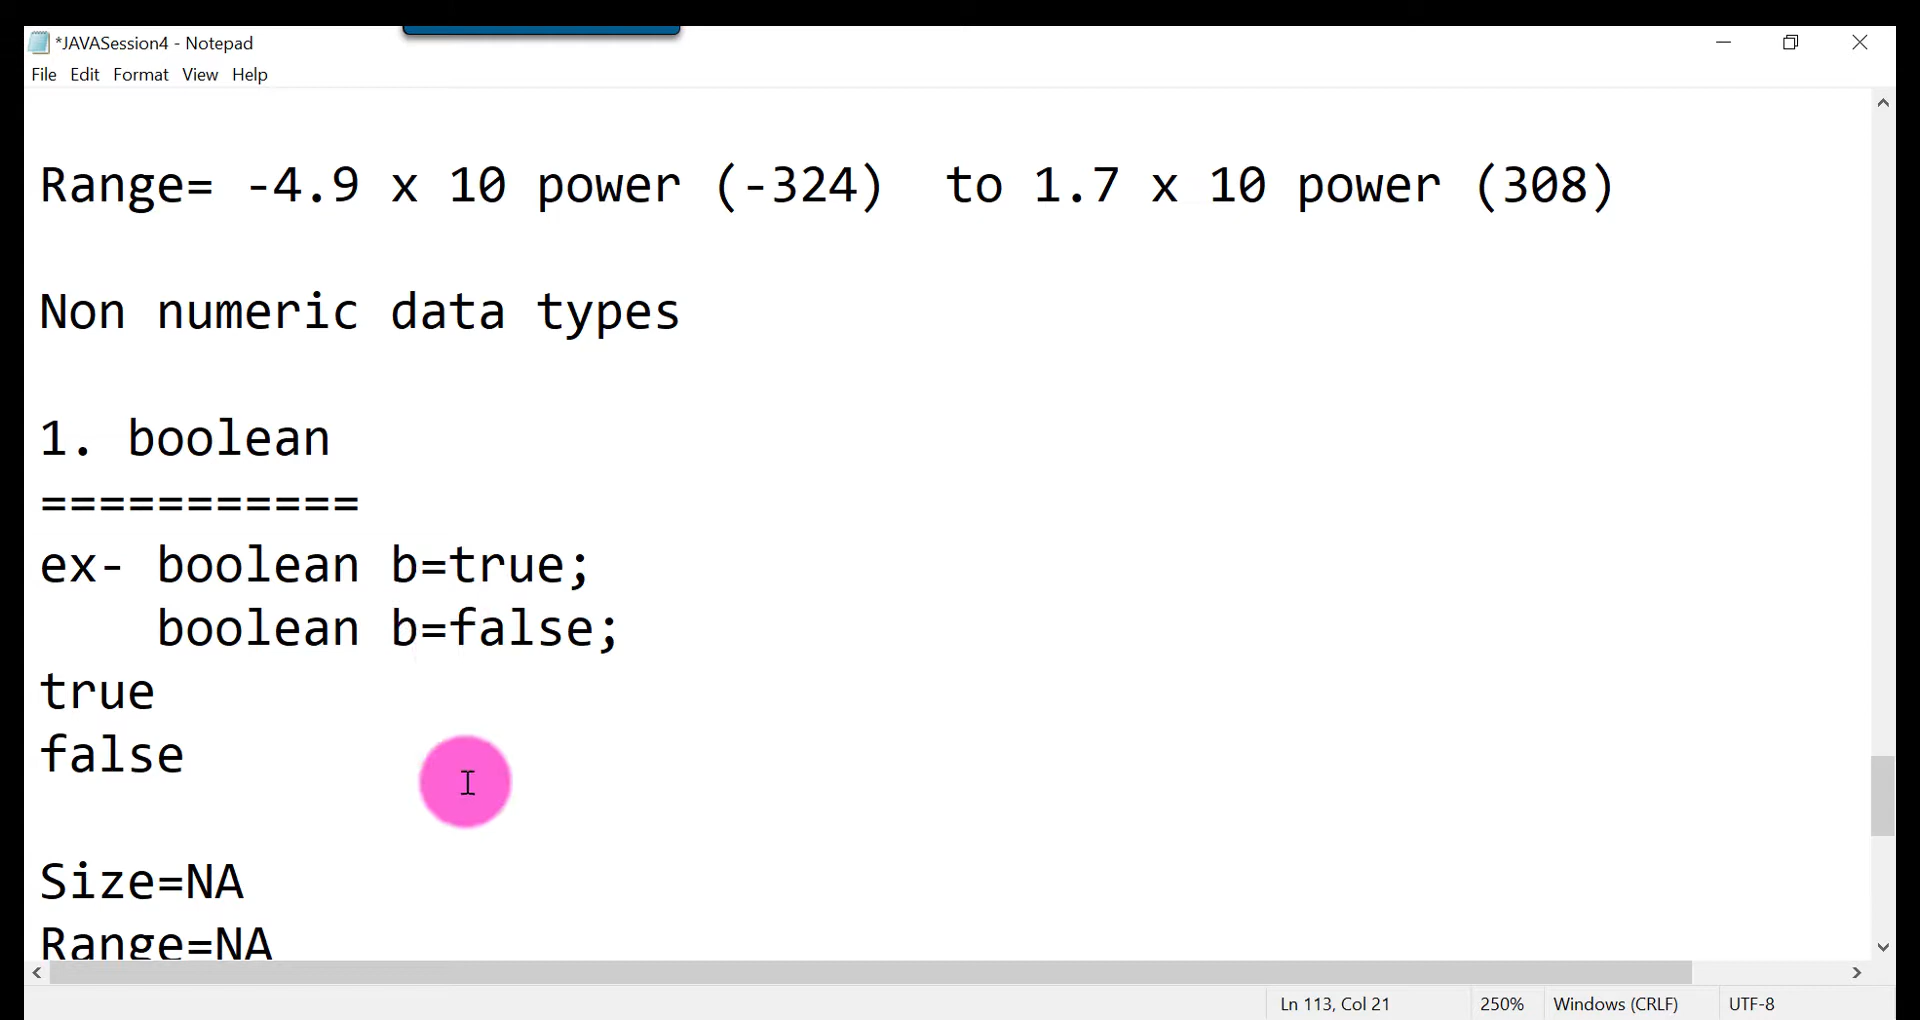 *JAVASession4 - Notepad
File Edit Format View Help
Range= -4.9 x 10 power (-324)  to 1.7 x 10 power (308)
Non numeric data types
1. boolean
===========
ex- boolean b=true;
    boolean b=false;
true
false
Size=NA
Range=NA
Ln 113, Col 21 250% Windows (CRLF) UTF-8